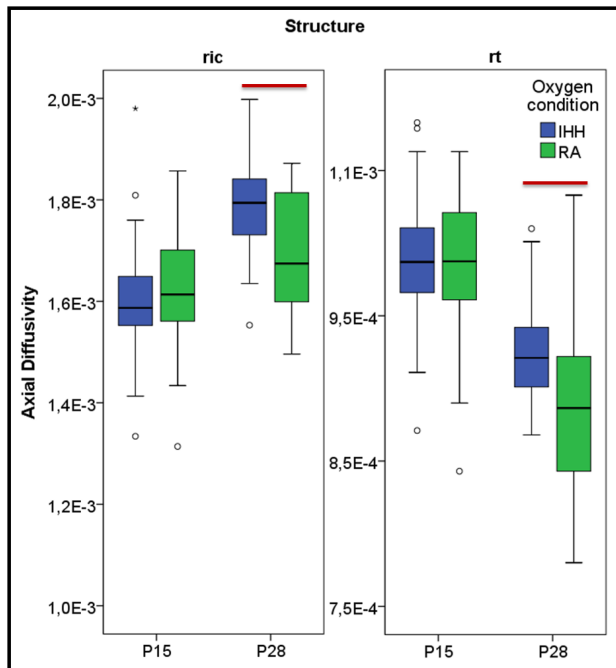 Structure
ric
rt
Axial Diffusivity
2,0E-3
1,8E-3
1,6E-3
1,4E-3
1,2E-3
1,0E-3
P15
P28
1,1E-3
9,5E-4
8,5E-4
7,5E-4
P15
P28
Oxygen
condition
IHH
RA